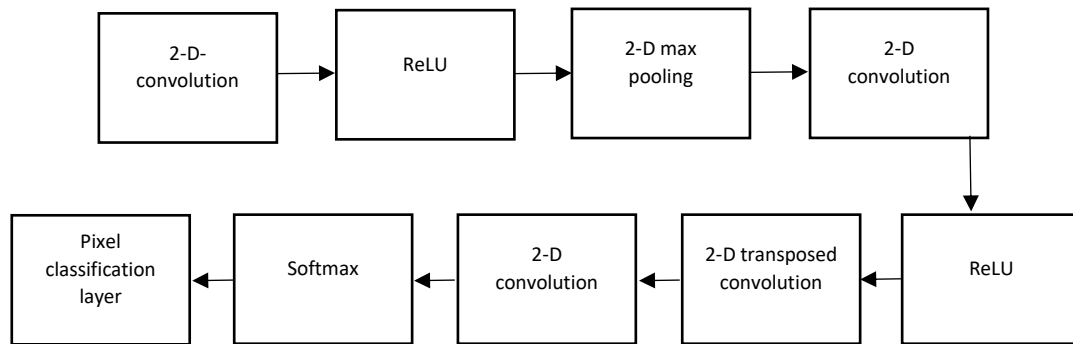 2-D-
convolution
ReLU
2-D max
pooling
2-D
convolution
ReLU
2-D transposed
convolution
2-D
convolution
Softmax
Pixel
classification
layer